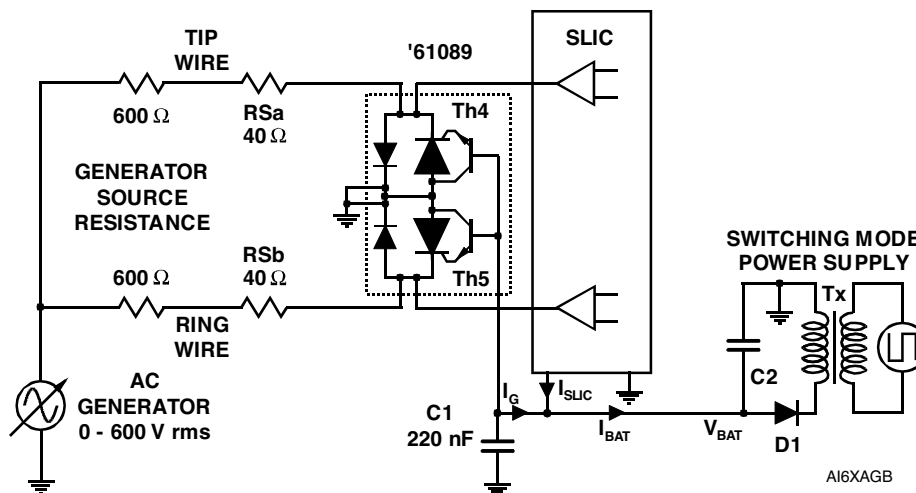 TIP
WIRE
'61089
SLIC
600 Ω
RSa
40 Ω
Th4
GENERATOR
SOURCE
RESISTANCE
RSb
600 Ω
40 Ω
Th5
RING
WIRE
SWITCHING MODE
POWER SUPPLY
Tx
AC
GENERATOR
0 - 600 V rms
C1
220 nF
IG
ISLIC
IBAT
VBAT
C2
D1
AI6XAGB